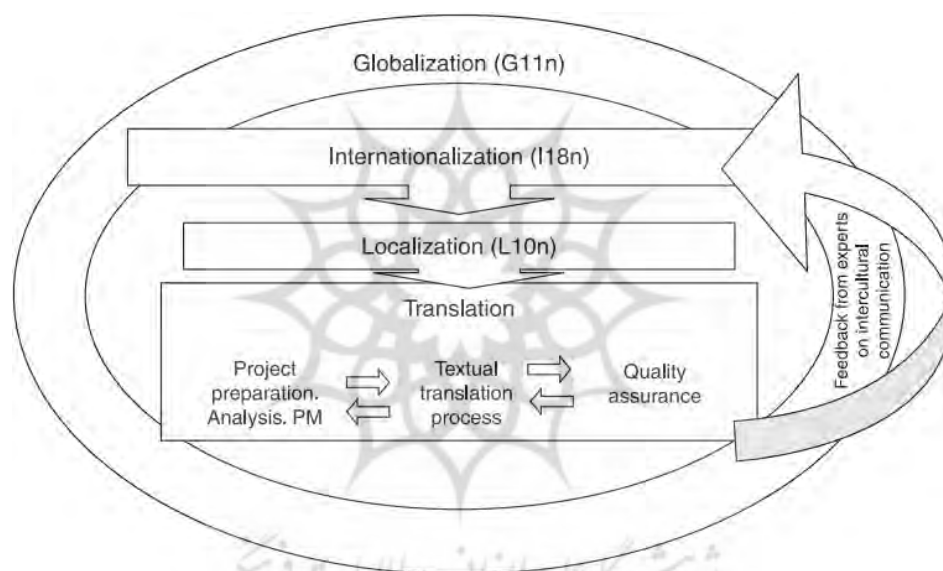 Globalization (G11n)
Internationalization (I18n)
Localization (L10n)
Translation
Project
preparation.
Analysis. PM
Textual
translation
process
Quality
assurance
Feedback from experts
on intercultural
communication